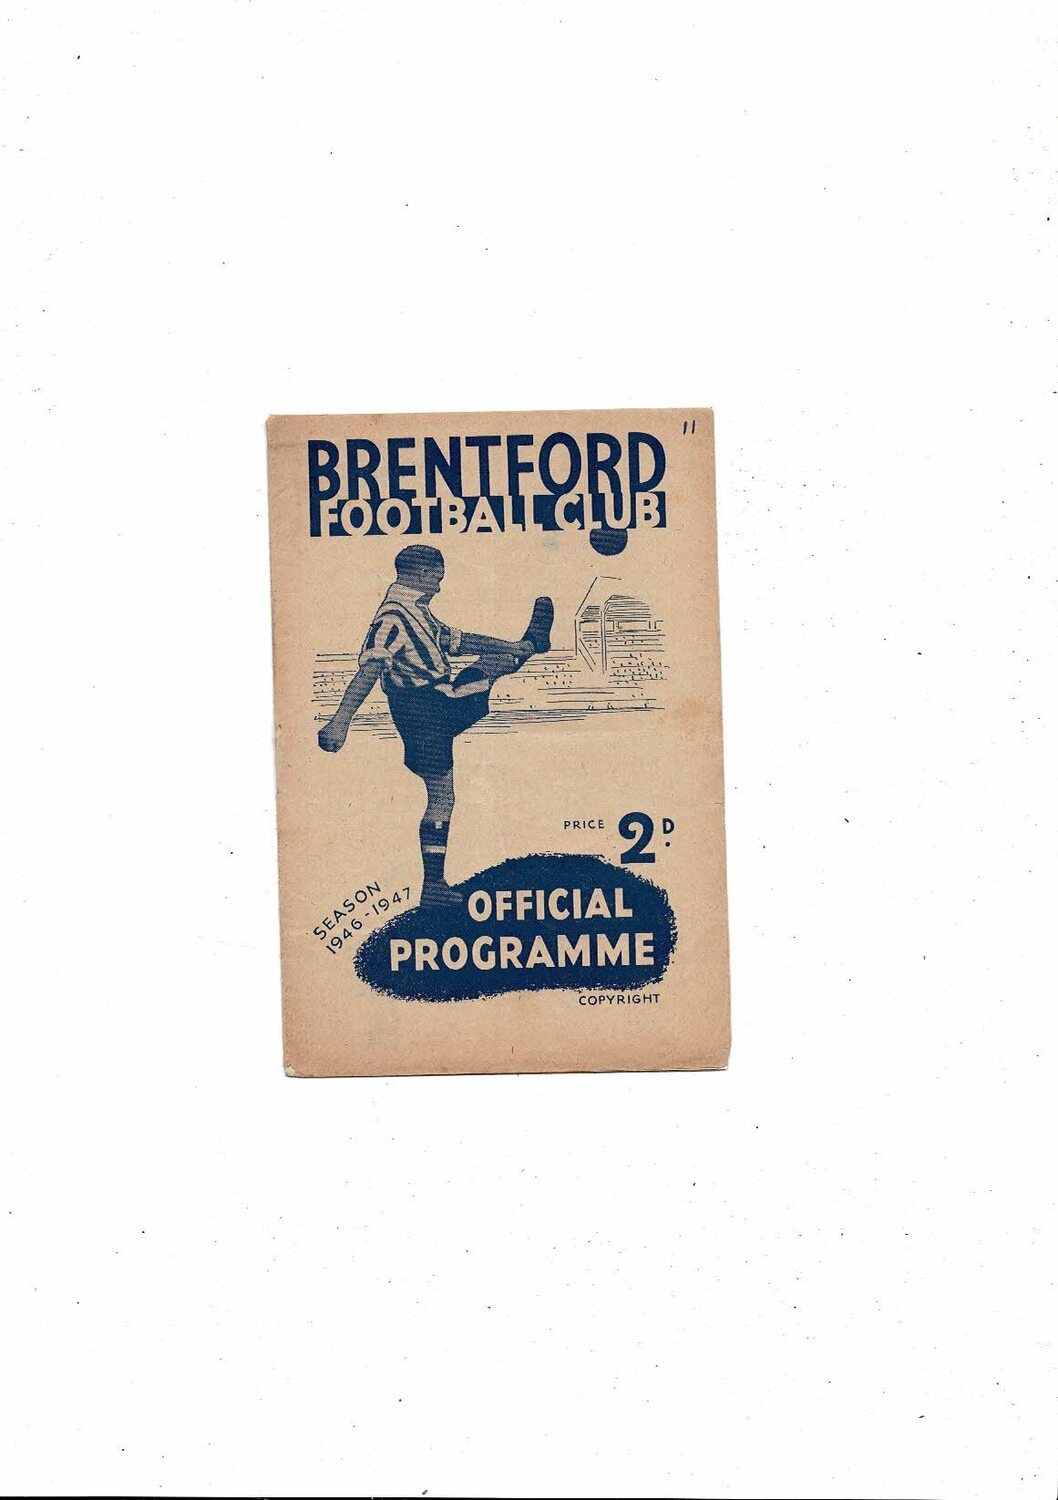 11
BRENTFORD
FOOTBALL CLUB
PRICE 2D.
SEASON
1946-1947
OFFICIAL
PROGRAMME
COPYRIGHT